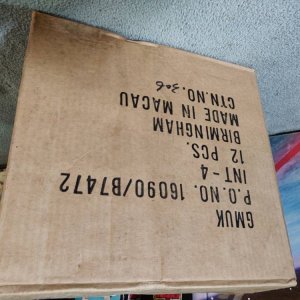 GMUK
P.O.NO. 16090/B7472
INT-4
12 PCS.
BIRMINGHAM
MADE IN MACAU
CTN.NO. 306